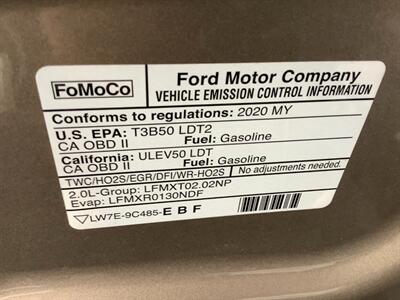 FoMoCo
Ford Motor Company
VEHICLE EMISSION CONTROL INFORMATION
Conforms to regulations: 2020 MY
U.S. EPA: T3B50 LDT2
CA OBD II Fuel: Gasoline
California: ULEV50 LDT
CA OBD II Fuel: Gasoline
TWC/HO2S/EGR/DFI/WR-HO2S No adjustments needed.
2.0L-Group: LFMXT02.02NP
Evap: LFMXR0130NDF
LW7E-9C485-EBF